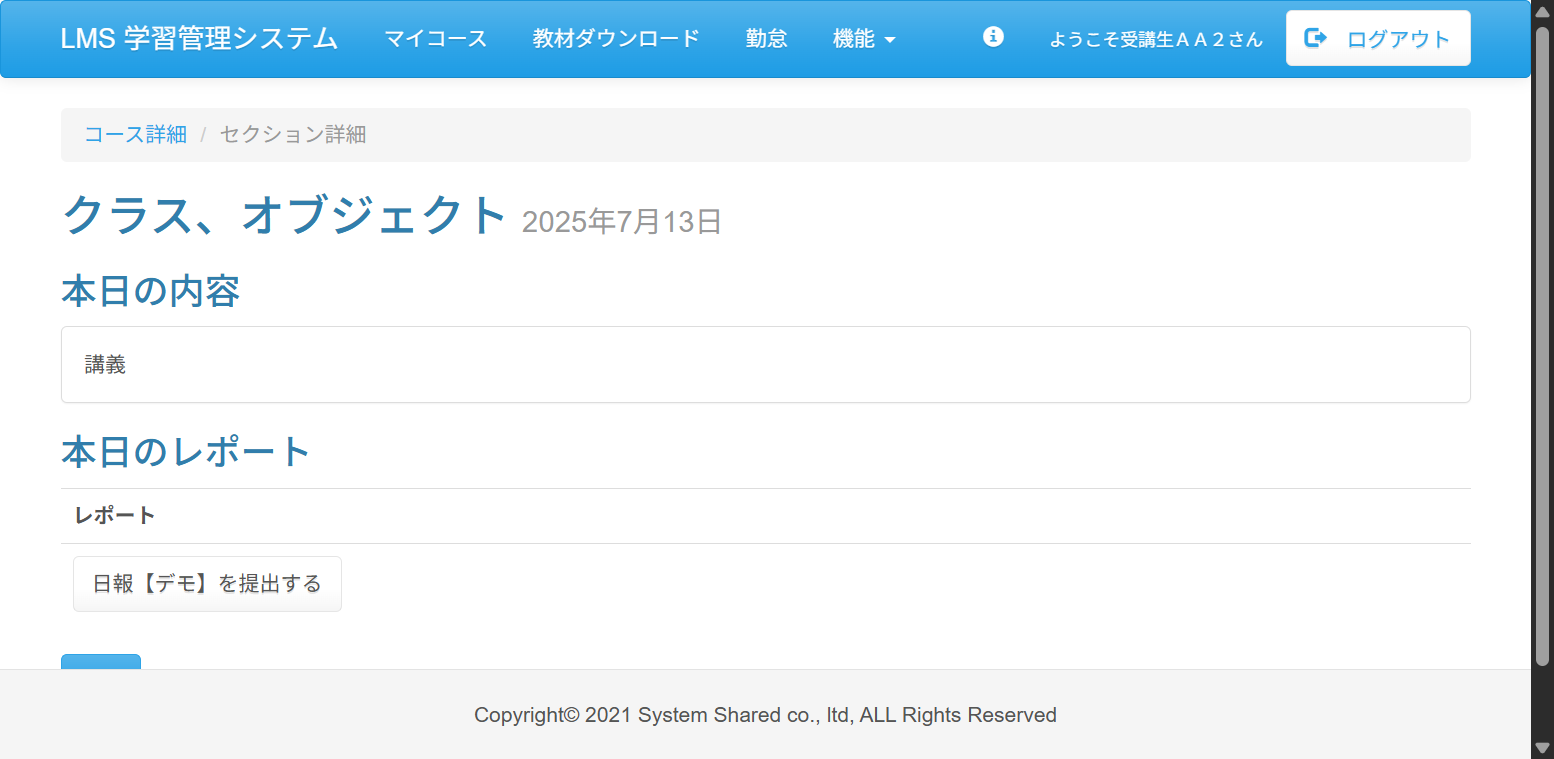 LMS 学習管理システム マイコース 教材ダウンロード 勤怠 機能 ようこそ受講生ＡＡ２さん ログアウト
コース詳細 / セクション詳細
クラス、オブジェクト 2025年7月13日
本日の内容
講義
本日のレポート
レポート
日報【デモ】を提出する
Copyright© 2021 System Shared co., ltd, ALL Rights Reserved